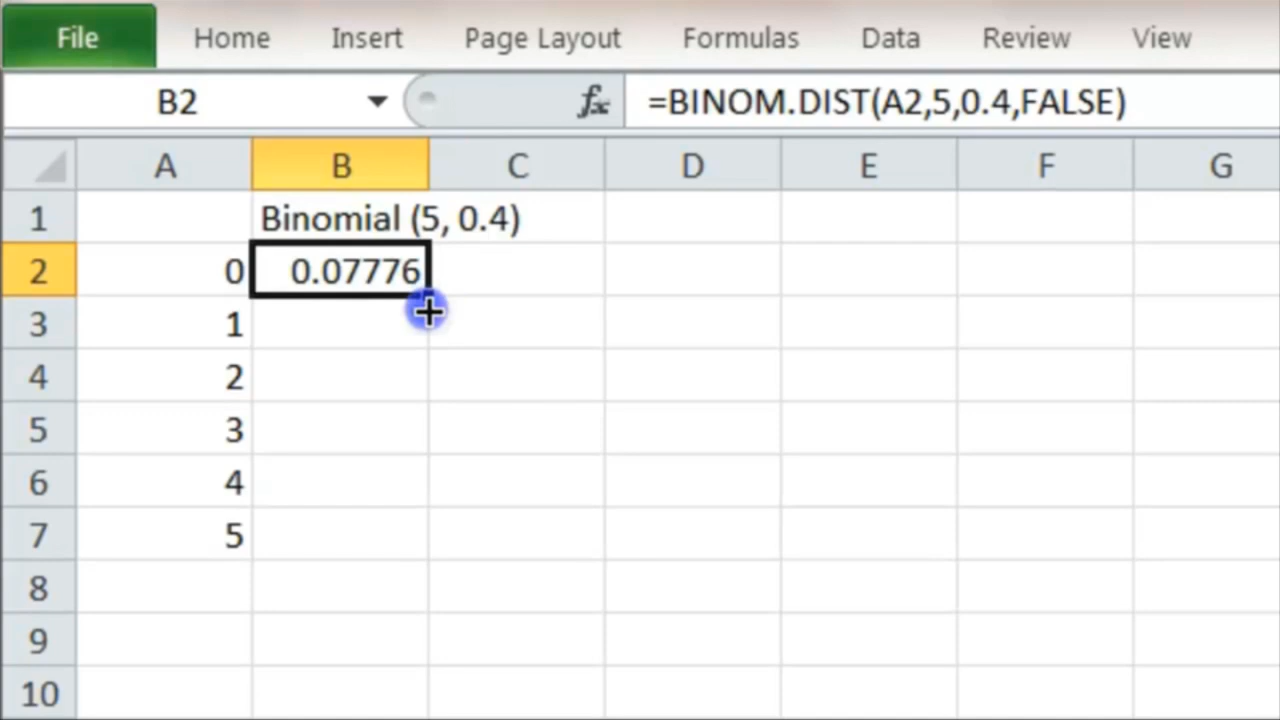 File Home Insert Page Layout Formulas Data Review View
B2 fx =BINOM.DIST(A2,5,0.4,FALSE)
A B C D E F G
1 Binomial (5, 0.4)
2 0 0.07776
3 1
4 2
5 3
6 4
7 5
8
9
10